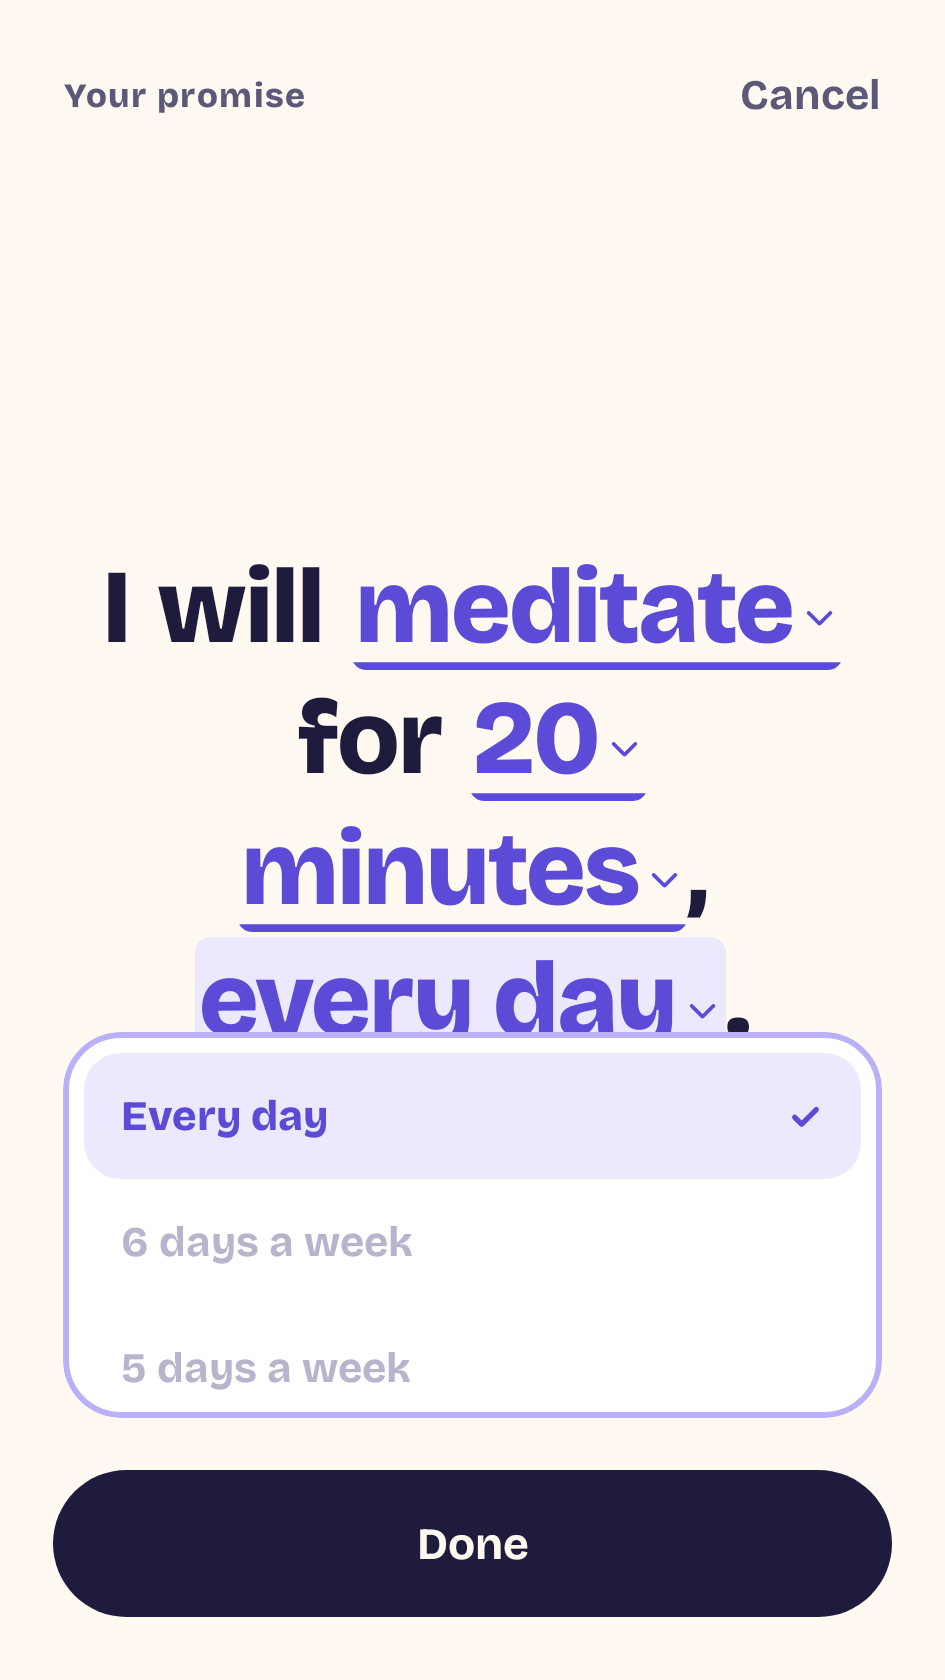 Your promise
Cancel
I will meditate
for 20
minutes,
every day.
Every day
6 days a week
5 days a week
Done